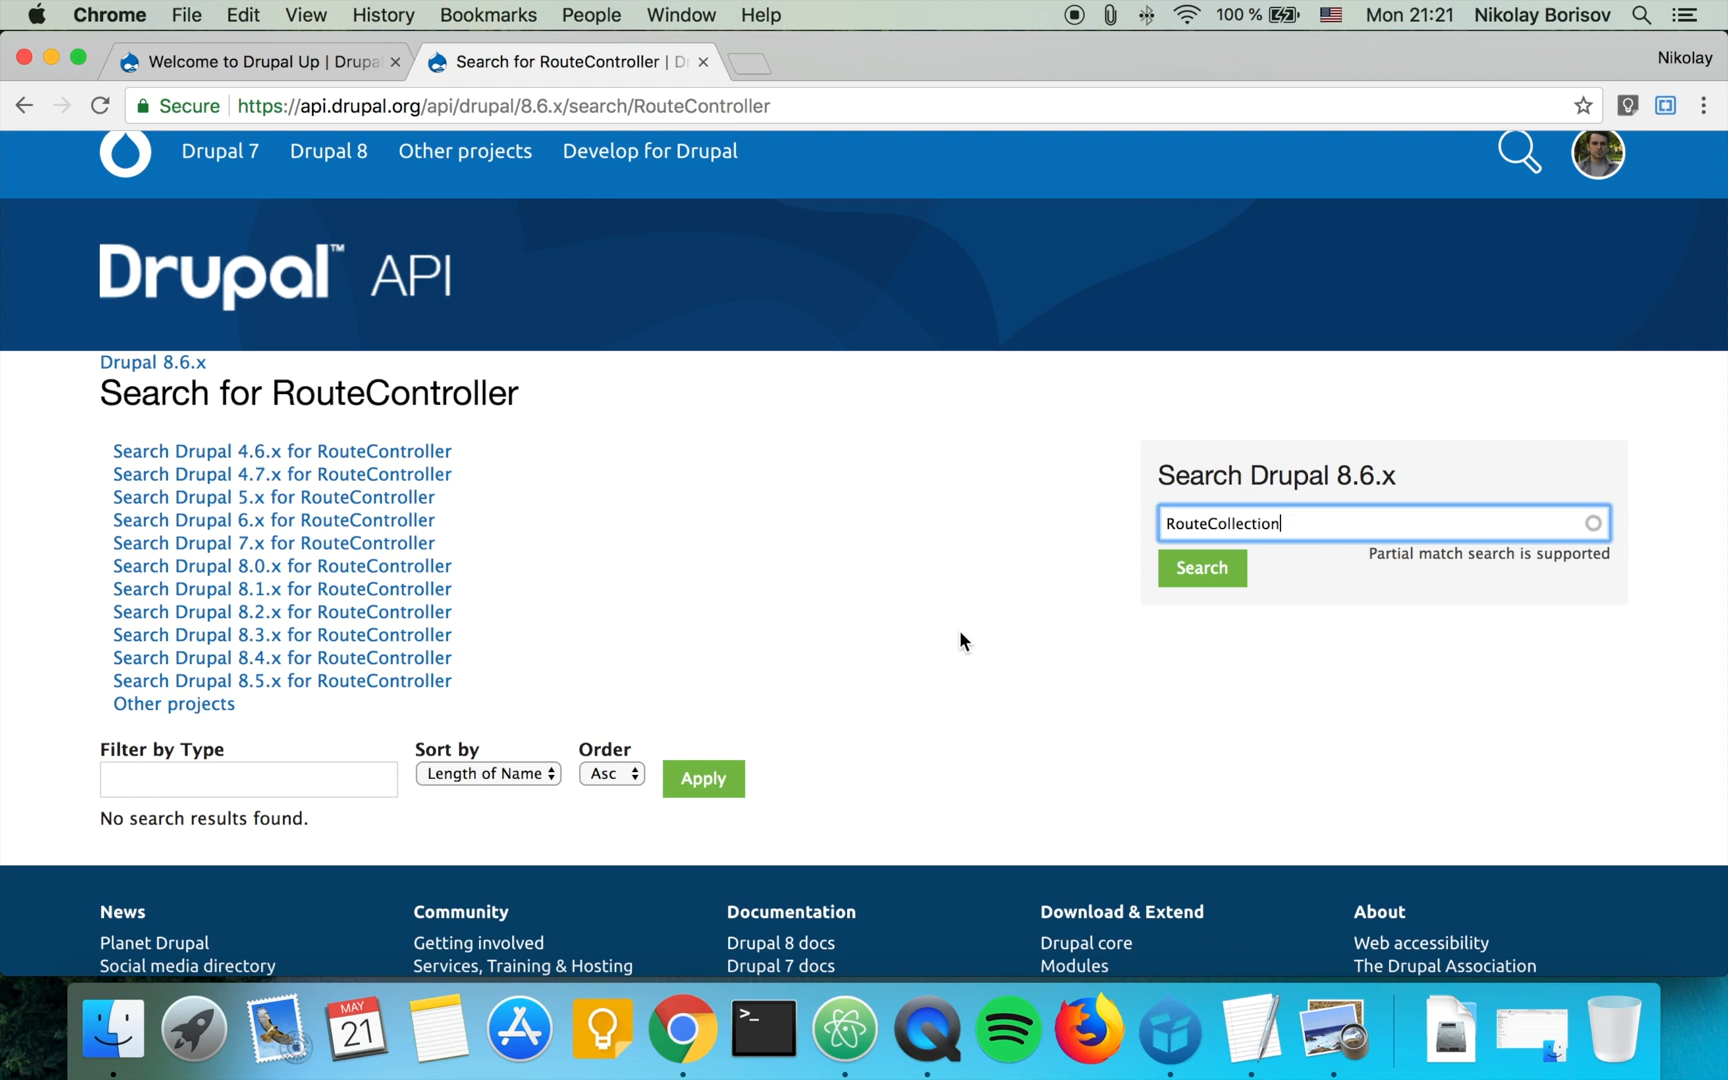 Chrome File Edit View History Bookmarks People Window Help 100 % Mon 21:21 Nikolay Borisov
Welcome to Drupal Up | Drupa
Search for RouteController | D
Nikolay
Secure https://api.drupal.org/api/drupal/8.6.x/search/RouteController
Drupal 7 Drupal 8 Other projects Develop for Drupal
Drupal™ API
Drupal 8.6.x
Search for RouteController
Search Drupal 4.6.x for RouteController
Search Drupal 4.7.x for RouteController
Search Drupal 5.x for RouteController
Search Drupal 6.x for RouteController
Search Drupal 7.x for RouteController
Search Drupal 8.0.x for RouteController
Search Drupal 8.1.x for RouteController
Search Drupal 8.2.x for RouteController
Search Drupal 8.3.x for RouteController
Search Drupal 8.4.x for RouteController
Search Drupal 8.5.x for RouteController
Other projects
Search Drupal 8.6.x
RouteCollection
Partial match search is supported
Search
Filter by Type
Sort by
Length of Name
Order
Asc
Apply
No search results found.
News
Planet Drupal
Social media directory
Community
Getting involved
Services, Training & Hosting
Documentation
Drupal 8 docs
Drupal 7 docs
Download & Extend
Drupal core
Modules
About
Web accessibility
The Drupal Association
MAY
21
>_